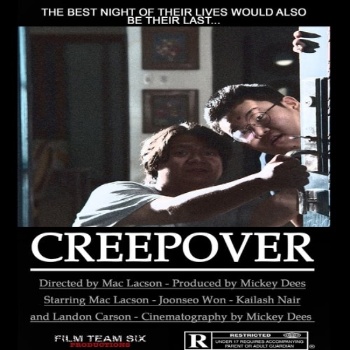 THE BEST NIGHT OF THEIR LIVES WOULD ALSO
BE THEIR LAST...
CREEPOVER
Directed by Mac Lacson - Produced by Mickey Dees
Starring Mac Lacson - Joonseo Won - Kailash Nair
and Landon Carson - Cinematography by Mickey Dees
FILM TEAM SIX
PRODUCTIONS
R
RESTRICTED
UNDER 17 REQUIRES ACCOMPANYING
PARENT OR ADULT GUARDIAN